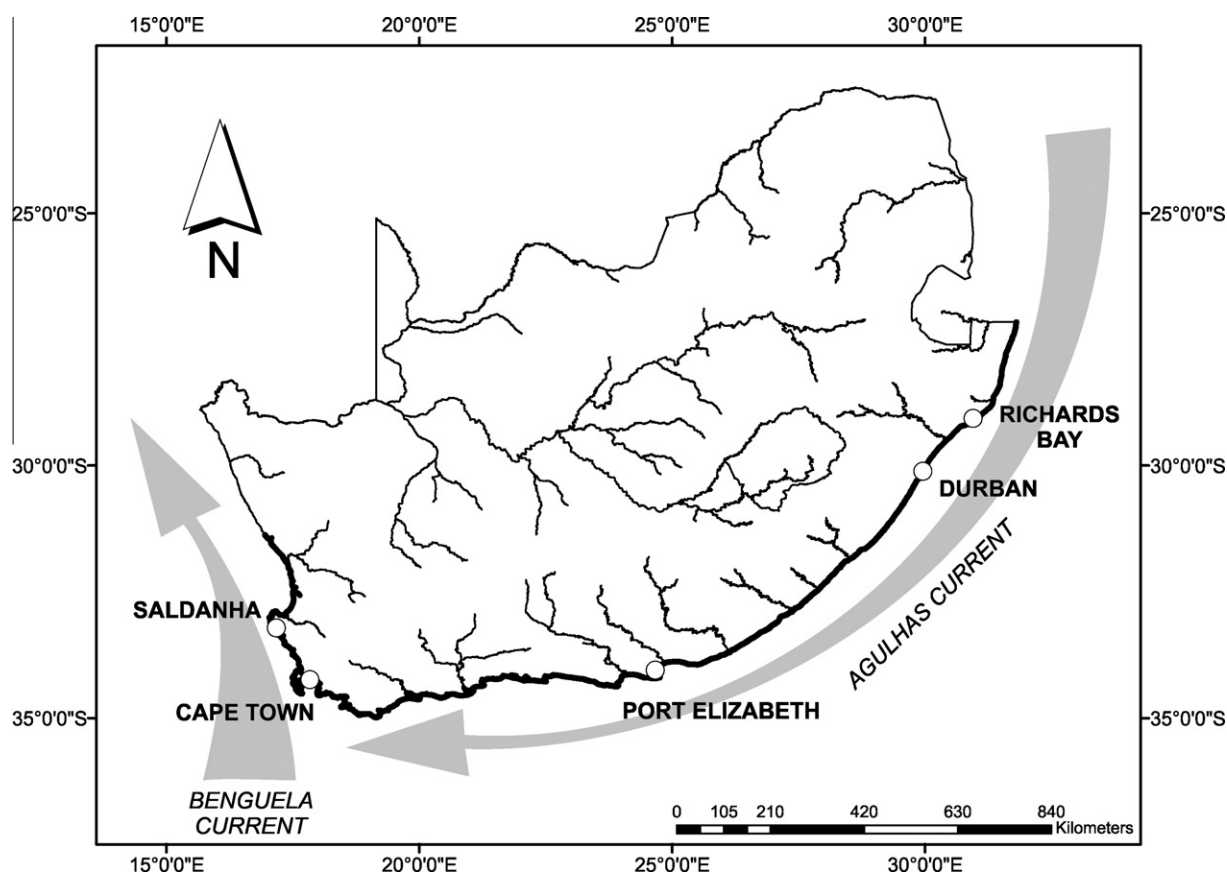 15°0'0"E 20°0'0"E 25°0'0"E 30°0'0"E
N
25°0'0"S 25°0'0"S
RICHARDS
BAY
30°0'0"S 30°0'0"S
DURBAN
AGULHAS CURRENT
SALDANHA
CAPE TOWN
PORT ELIZABETH
35°0'0"S 35°0'0"S
BENGUELA
CURRENT
0 105 210 420 630 840
Kilometers
15°0'0"E 20°0'0"E 25°0'0"E 30°0'0"E